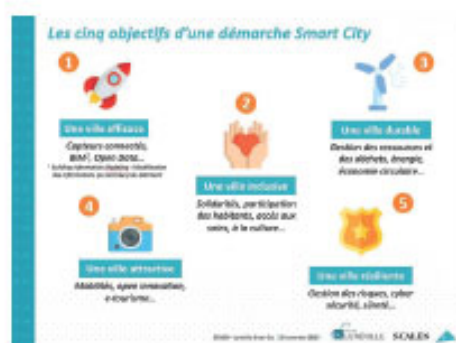 Les cinq objectifs d'une démarche Smart City
1
Une ville efficace
Capteurs connectés,
BIM¹, Open Data...
2
Une ville inclusive
Solidarités, participation
des habitants, accès aux
soins, à la culture...
3
Une ville durable
Gestion des ressources et
des déchets, énergie,
économie circulaire...
4
Une ville attractive
Mobilités, open innovation,
e-tourisme...
5
Une ville résiliente
Gestion des risques, cyber
sécurité, sûreté...
SCALES